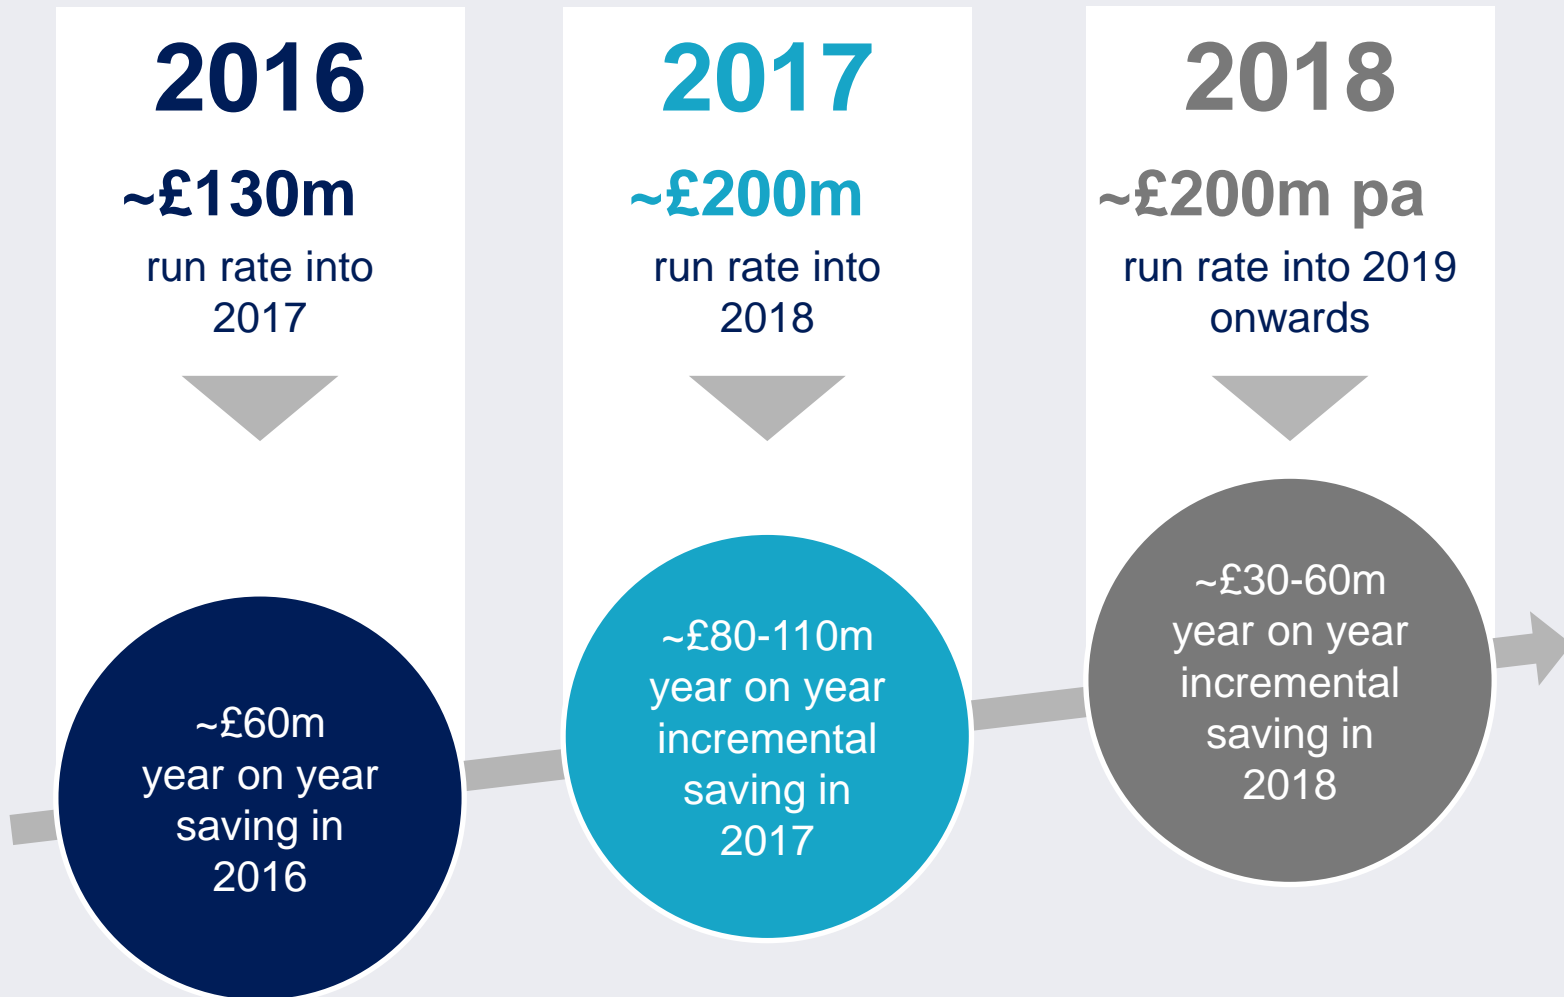 2016
~£130m
run rate into
2017
~£60m
year on year
saving in
2016
2017
~£200m
run rate into
2018
~£80-110m
year on year
incremental
saving in
2017
2018
~£200m pa
run rate into 2019
onwards
~£30-60m
year on year
incremental
saving in
2018